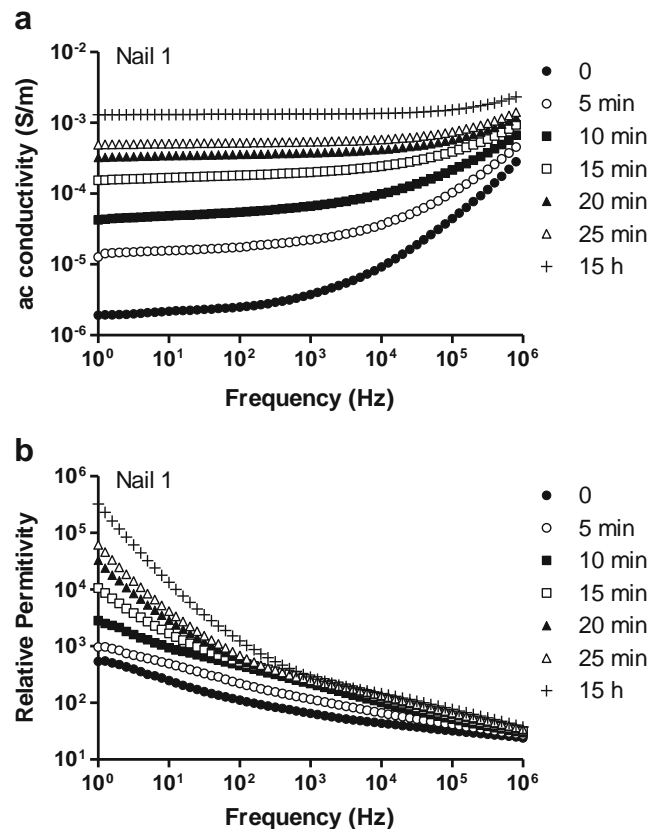 a
Nail 1
ac conductivity (S/m)
10⁻²
10⁻³
10⁻⁴
10⁻⁵
10⁻⁶
10⁰ 10¹ 10² 10³ 10⁴ 10⁵ 10⁶
Frequency (Hz)
0
5 min
10 min
15 min
20 min
25 min
15 h
b
Nail 1
Relative Permitivity
10⁶
10⁵
10⁴
10³
10²
10¹
10⁰ 10¹ 10² 10³ 10⁴ 10⁵ 10⁶
Frequency (Hz)
0
5 min
10 min
15 min
20 min
25 min
15 h